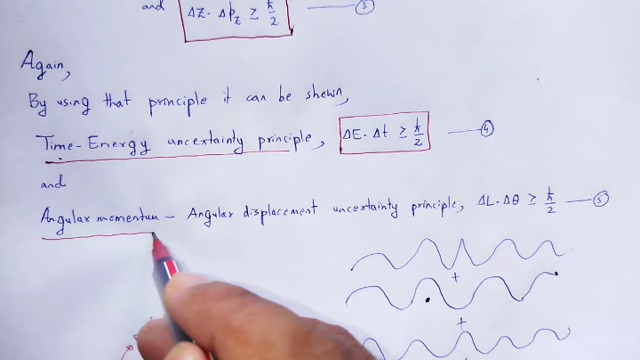 and ΔZ· Δp_z ≥ ħ/2 —③
Again,
By using that principle it can be shown,
Time-Energy uncertainty principle, ΔE· Δt ≥ ħ/2 —④
and
Angular momentum - Angular displacement uncertainty principle, ΔL·Δθ ≥ ħ/2 —⑤
+
+
+